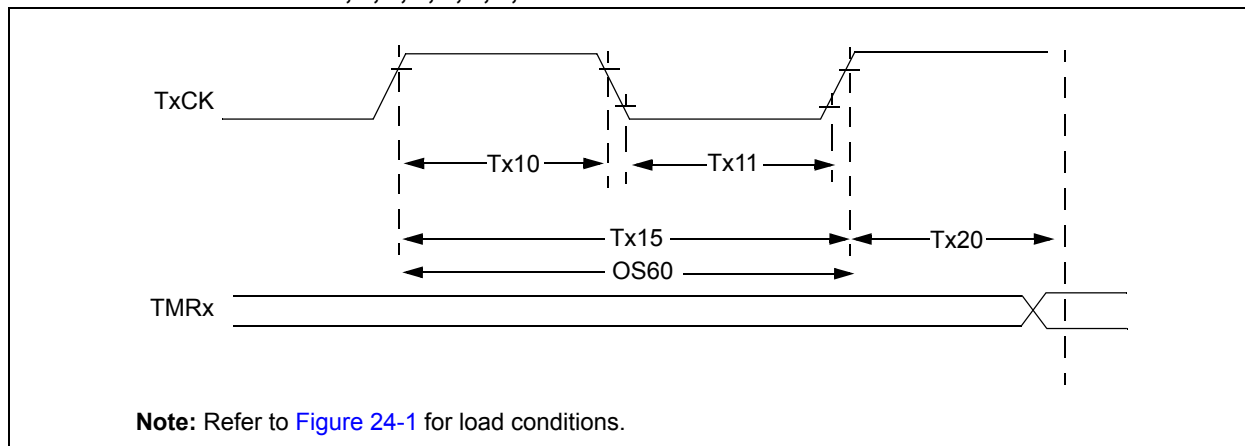 TxCK
Tx10
Tx11
Tx15
Tx20
OS60
TMRx
Note: Refer to Figure 24-1 for load conditions.